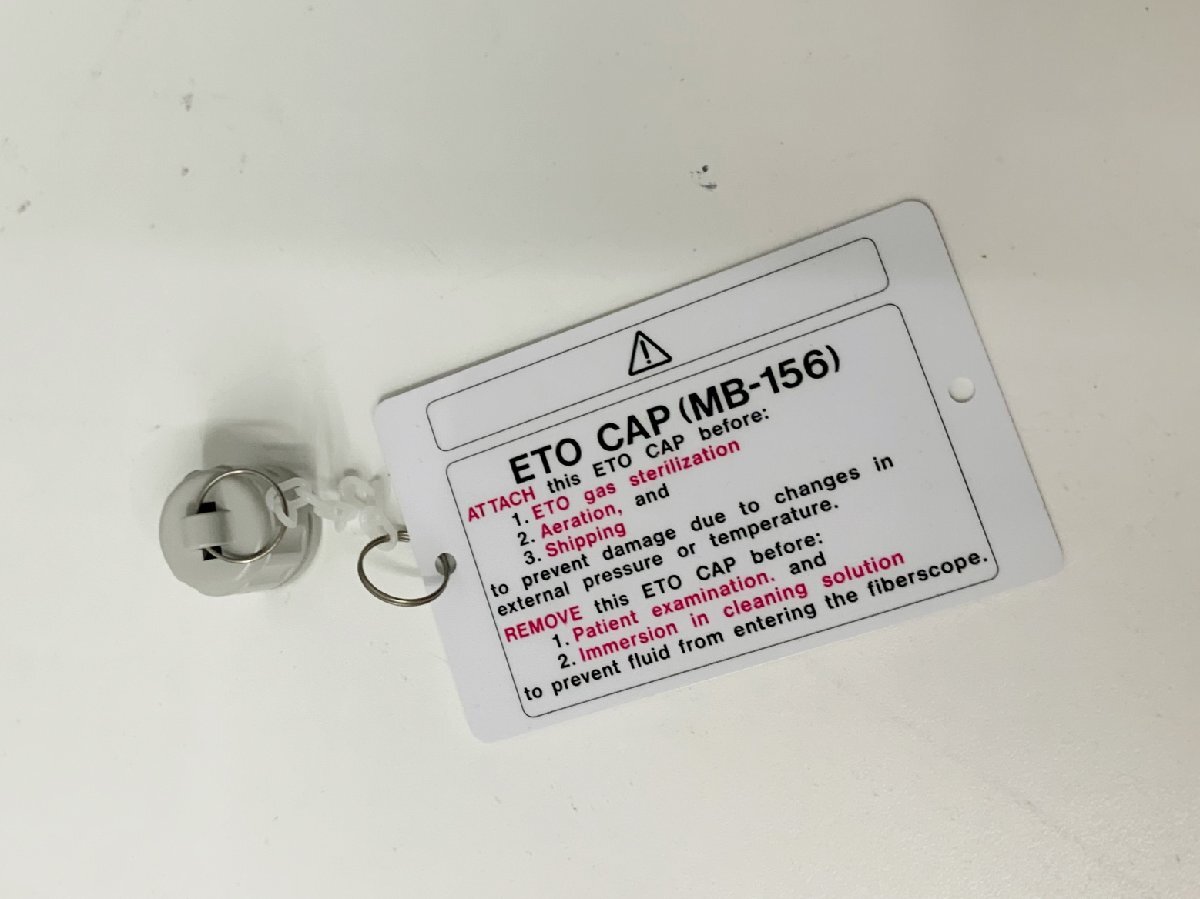 ETO CAP (MB-156)
ATTACH this ETO CAP before:
1. ETO gas sterilization
2. Aeration, and
3. Shipping
to prevent damage due to changes in
external pressure or temperature.
REMOVE this ETO CAP before:
1. Patient examination, and
2. Immersion in cleaning solution
to prevent fluid from entering the fiberscope.